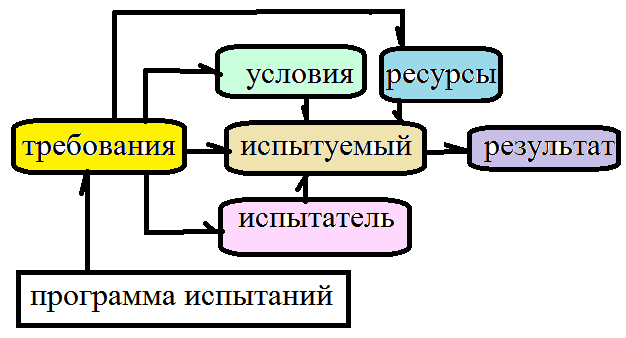 условия
ресурсы
требования
испытуемый
результат
испытатель
программа испытаний